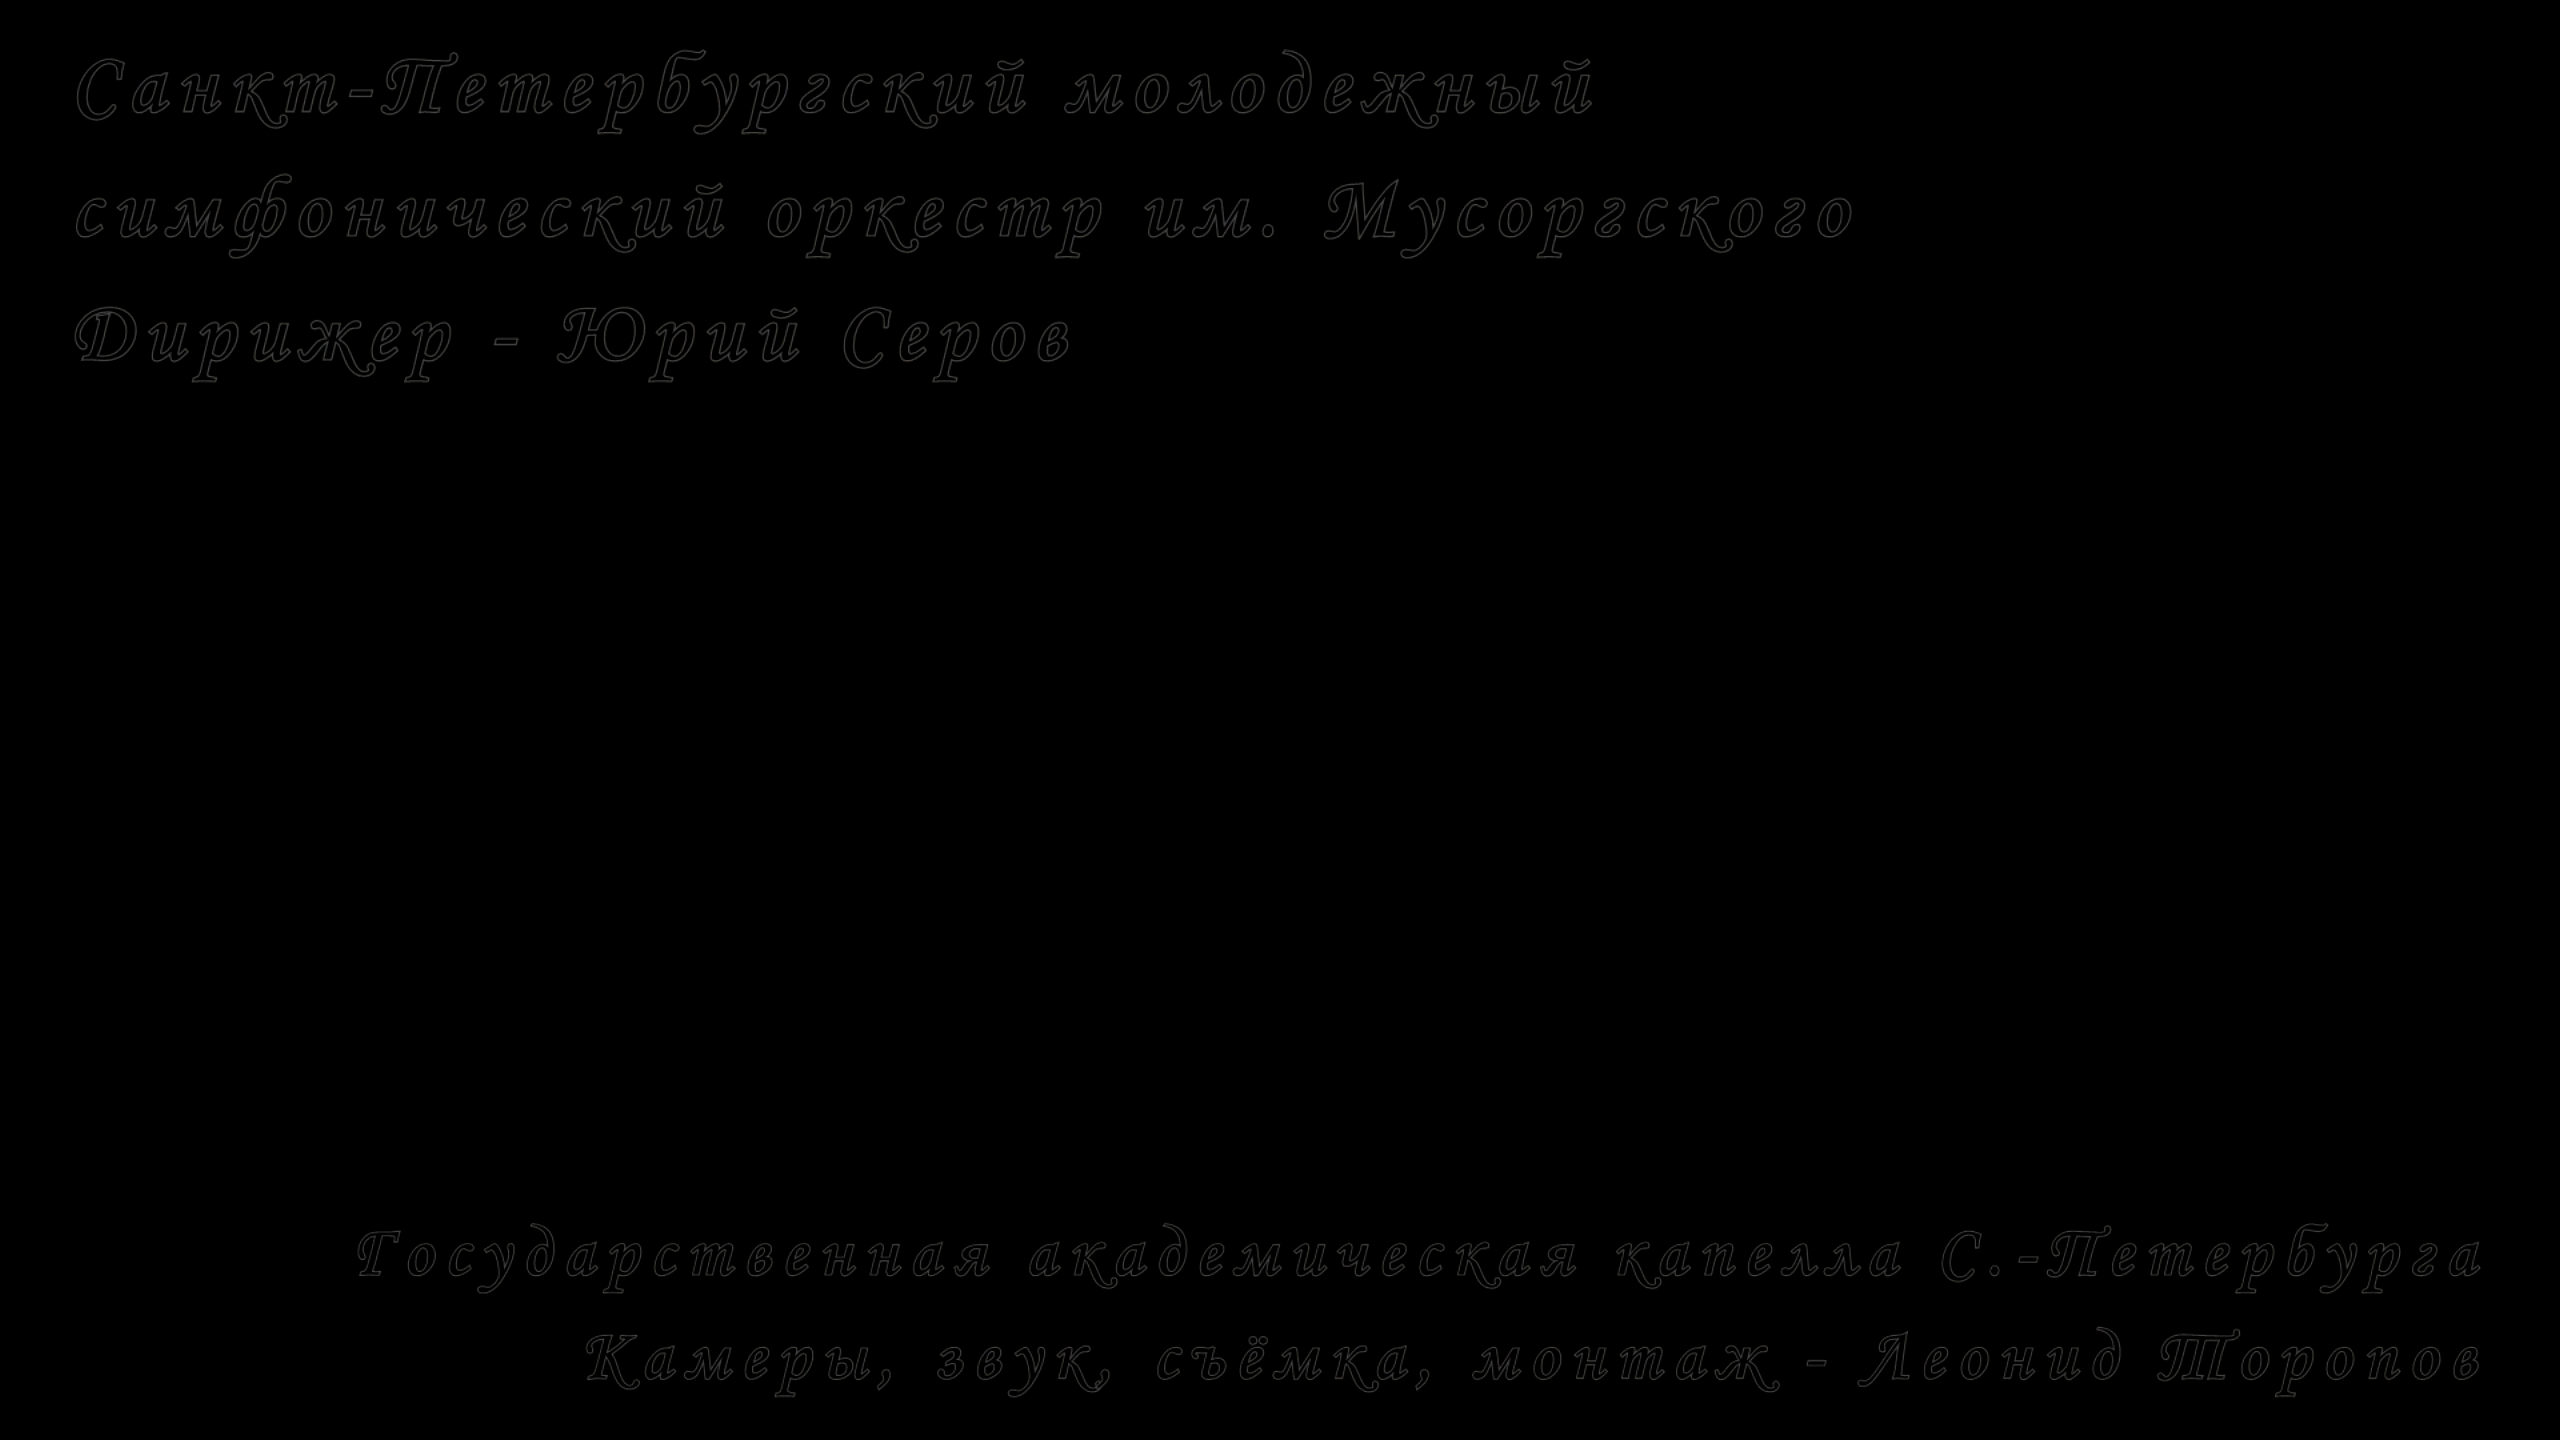 Санкт-Петербургский молодежный
симфонический оркестр им. Мусоргского
Дирижер - Юрий Серов
Государственная академическая капелла С.-Петербурга
Камеры, звук, съёмка, монтаж - Леонид Торопов